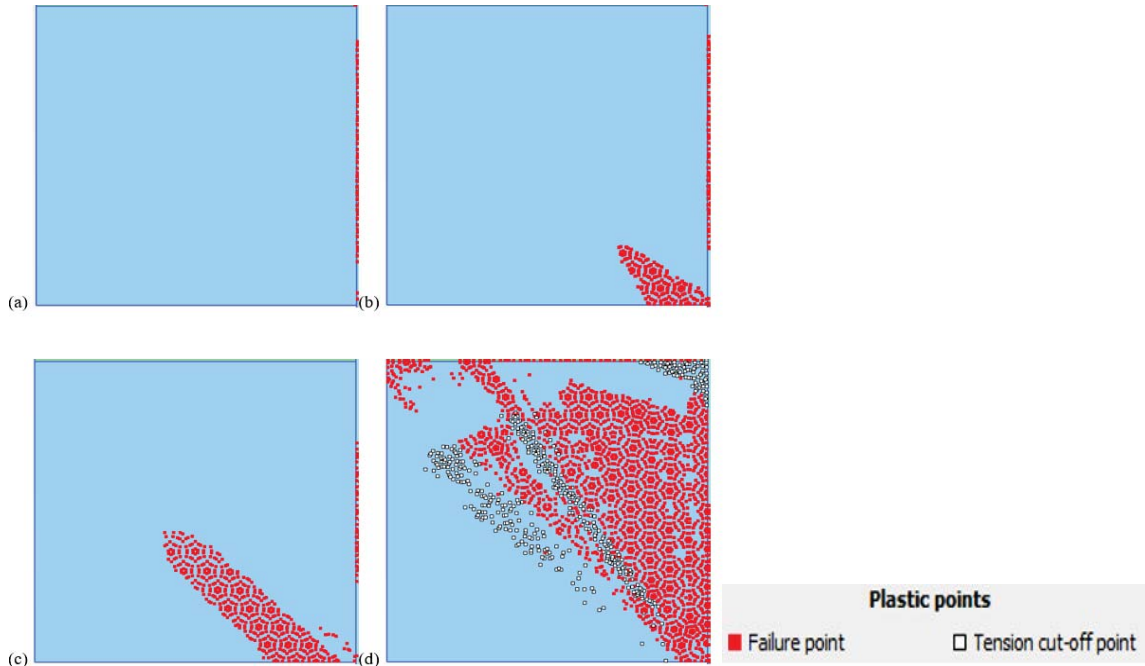 (a)
(b)
(c)
(d)
Plastic points
Failure point
Tension cut-off point